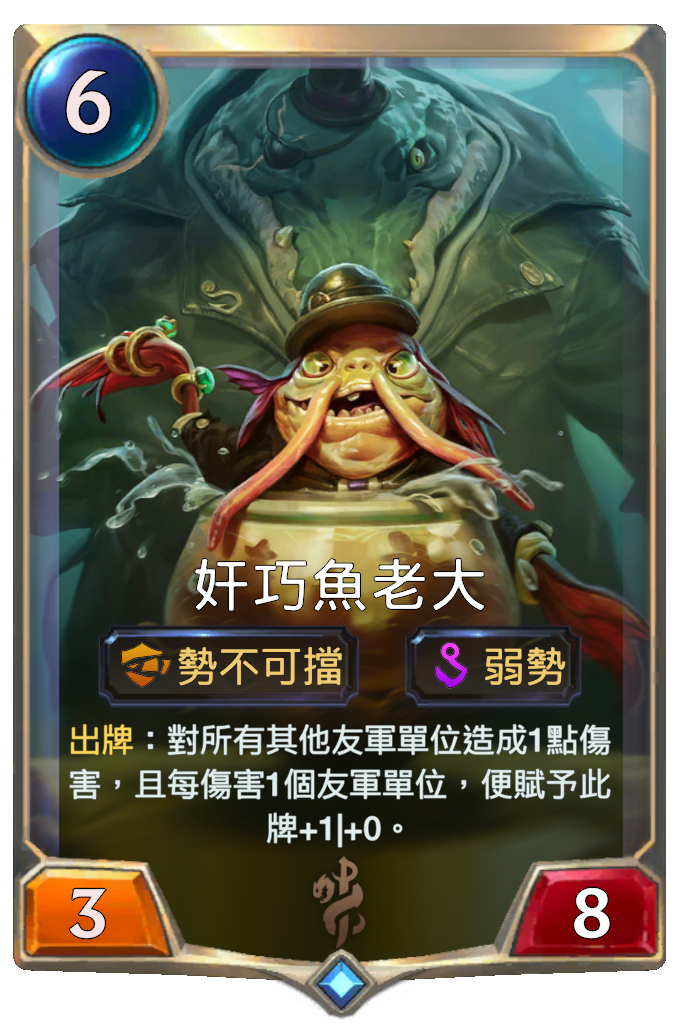 6
奸巧魚老大
勢不可擋 弱勢
出牌：對所有其他友軍單位造成1點傷
害，且每傷害1個友軍單位，便賦予此
牌+1|+0。
3 8